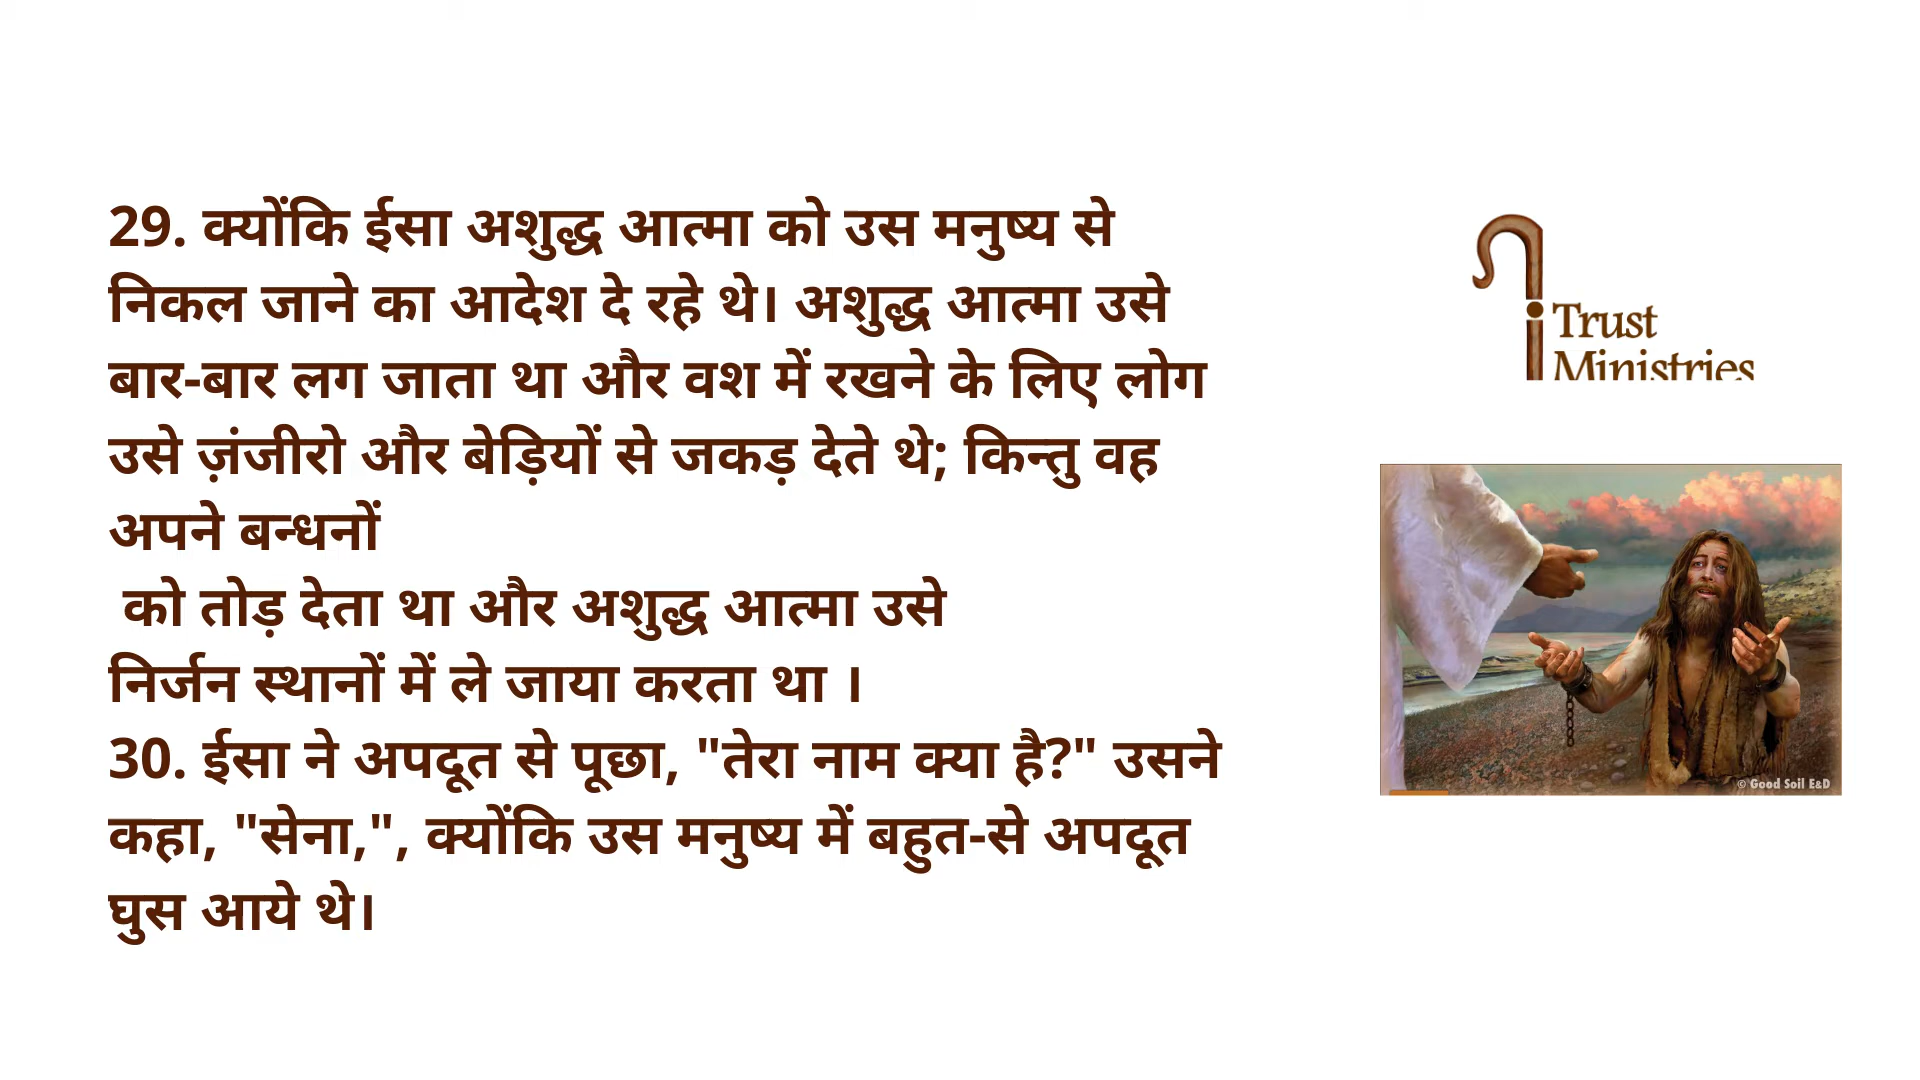 29. क्योंकि ईसा अशुद्ध आत्मा को उस मनुष्य से
निकल जाने का आदेश दे रहे थे। अशुद्ध आत्मा उसे
बार-बार लग जाता था और वश में रखने के लिए लोग
उसे ज़ंजीरो और बेड़ियों से जकड़ देते थे; किन्तु वह
अपने बन्धनों
को तोड़ देता था और अशुद्ध आत्मा उसे
निर्जन स्थानों में ले जाया करता था ।
30. ईसा ने अपदूत से पूछा, "तेरा नाम क्या है?" उसने
कहा, "सेना,", क्योंकि उस मनुष्य में बहुत-से अपदूत
घुस आये थे।
Trust
Ministries
© Good Soil E&D